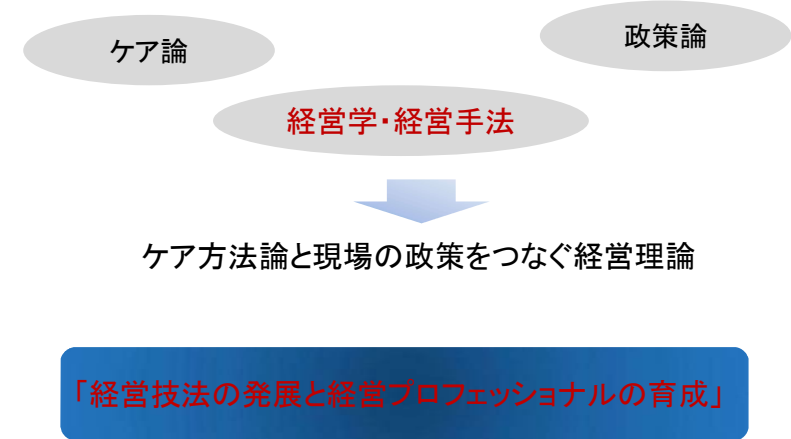 ケア論
政策論
経営学・経営手法
ケア方法論と現場の政策をつなぐ経営理論
「経営技法の発展と経営プロフェッショナルの育成」